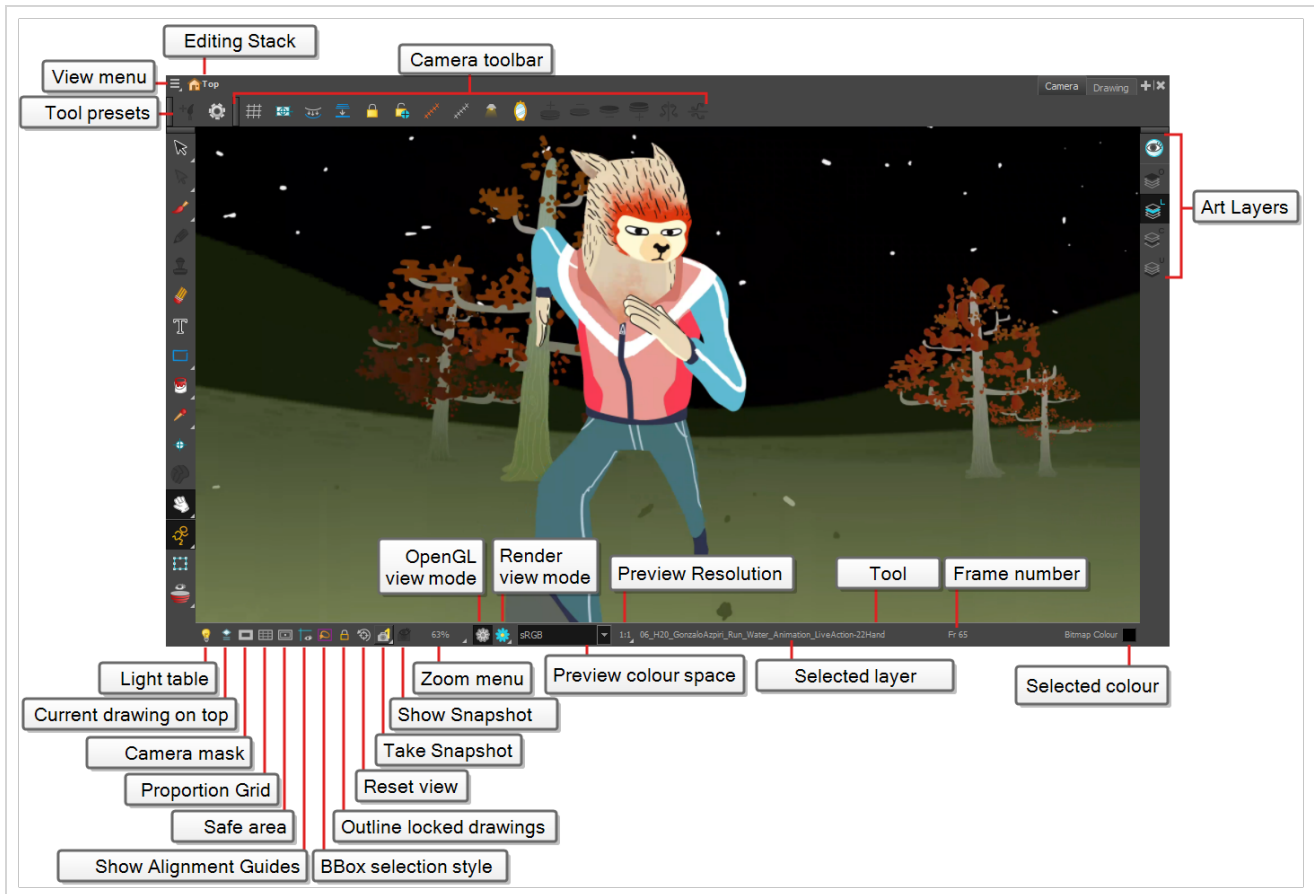 Editing Stack
Camera toolbar
View menu
Top
Camera
Drawing
Tool presets
O
L
Art Layers
C
U
T
2
OpenGL
view mode
Render
view mode
Preview Resolution
Tool
Frame number
63%
sRGB
1:1
06_H20_GonzaloAzpiri_Run_Water_Animation_LiveAction-22Hand
Fr 65
Bitmap Colour
Light table
Zoom menu
Preview colour space
Selected layer
Selected colour
Current drawing on top
Show Snapshot
Camera mask
Take Snapshot
Proportion Grid
Reset view
Safe area
Outline locked drawings
Show Alignment Guides
BBox selection style